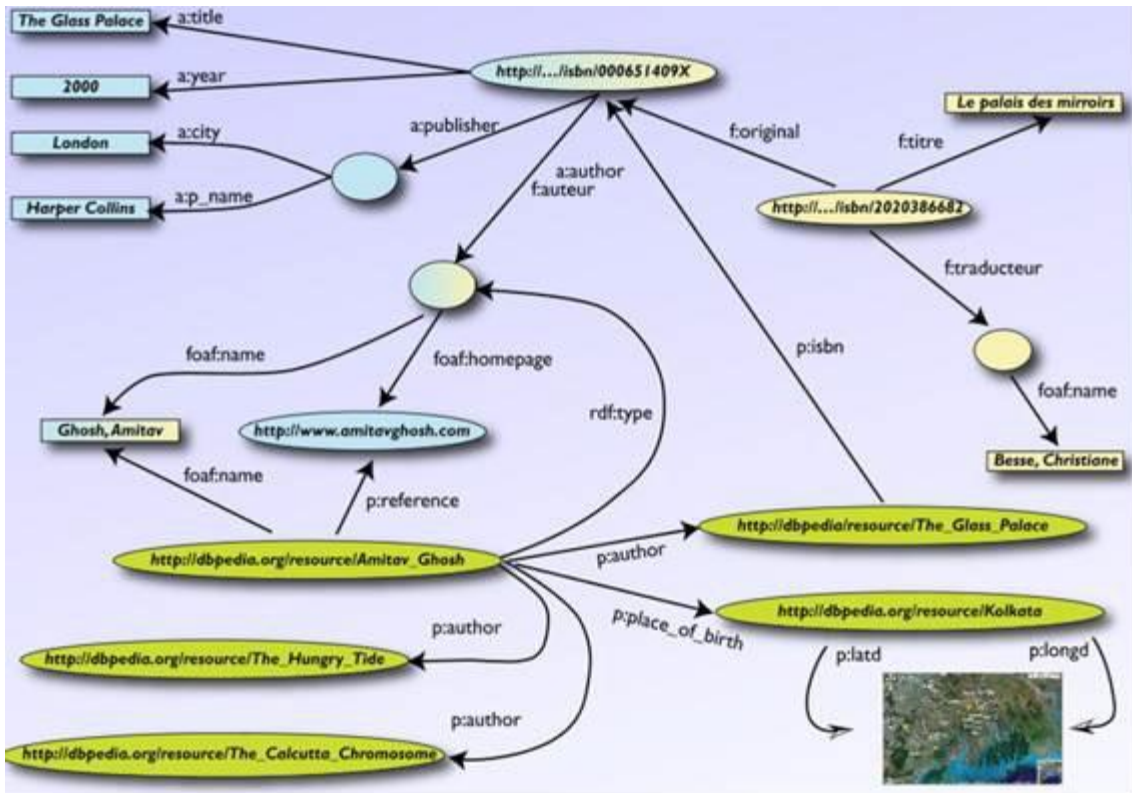 The Glass Palace
a:title
http://.../isbn/000651409X
2000
a:year
Le palais des mirroirs
London
a:city
a:publisher
f:original
f:titre
a:author
f:auteur
Harper Collins
a:p_name
http://.../isbn/2020386682
f:traducteur
foaf:name
foaf:homepage
p:isbn
rdf:type
foaf:name
Ghosh, Amitav
http://www.amitavghosh.com
Besse, Christiane
foaf:name
p:reference
http://dbpedia/resource/The_Glass_Palace
http://dbpedia.org/resource/Amitav_Ghosh
p:author
p:place_of_birth
http://dbpedia.org/resource/Kolkata
p:author
http://dbpedia.org/resource/The_Hungry_Tide
p:latd
p:longd
p:author
http://dbpedia.org/resource/The_Calcutta_Chromosome